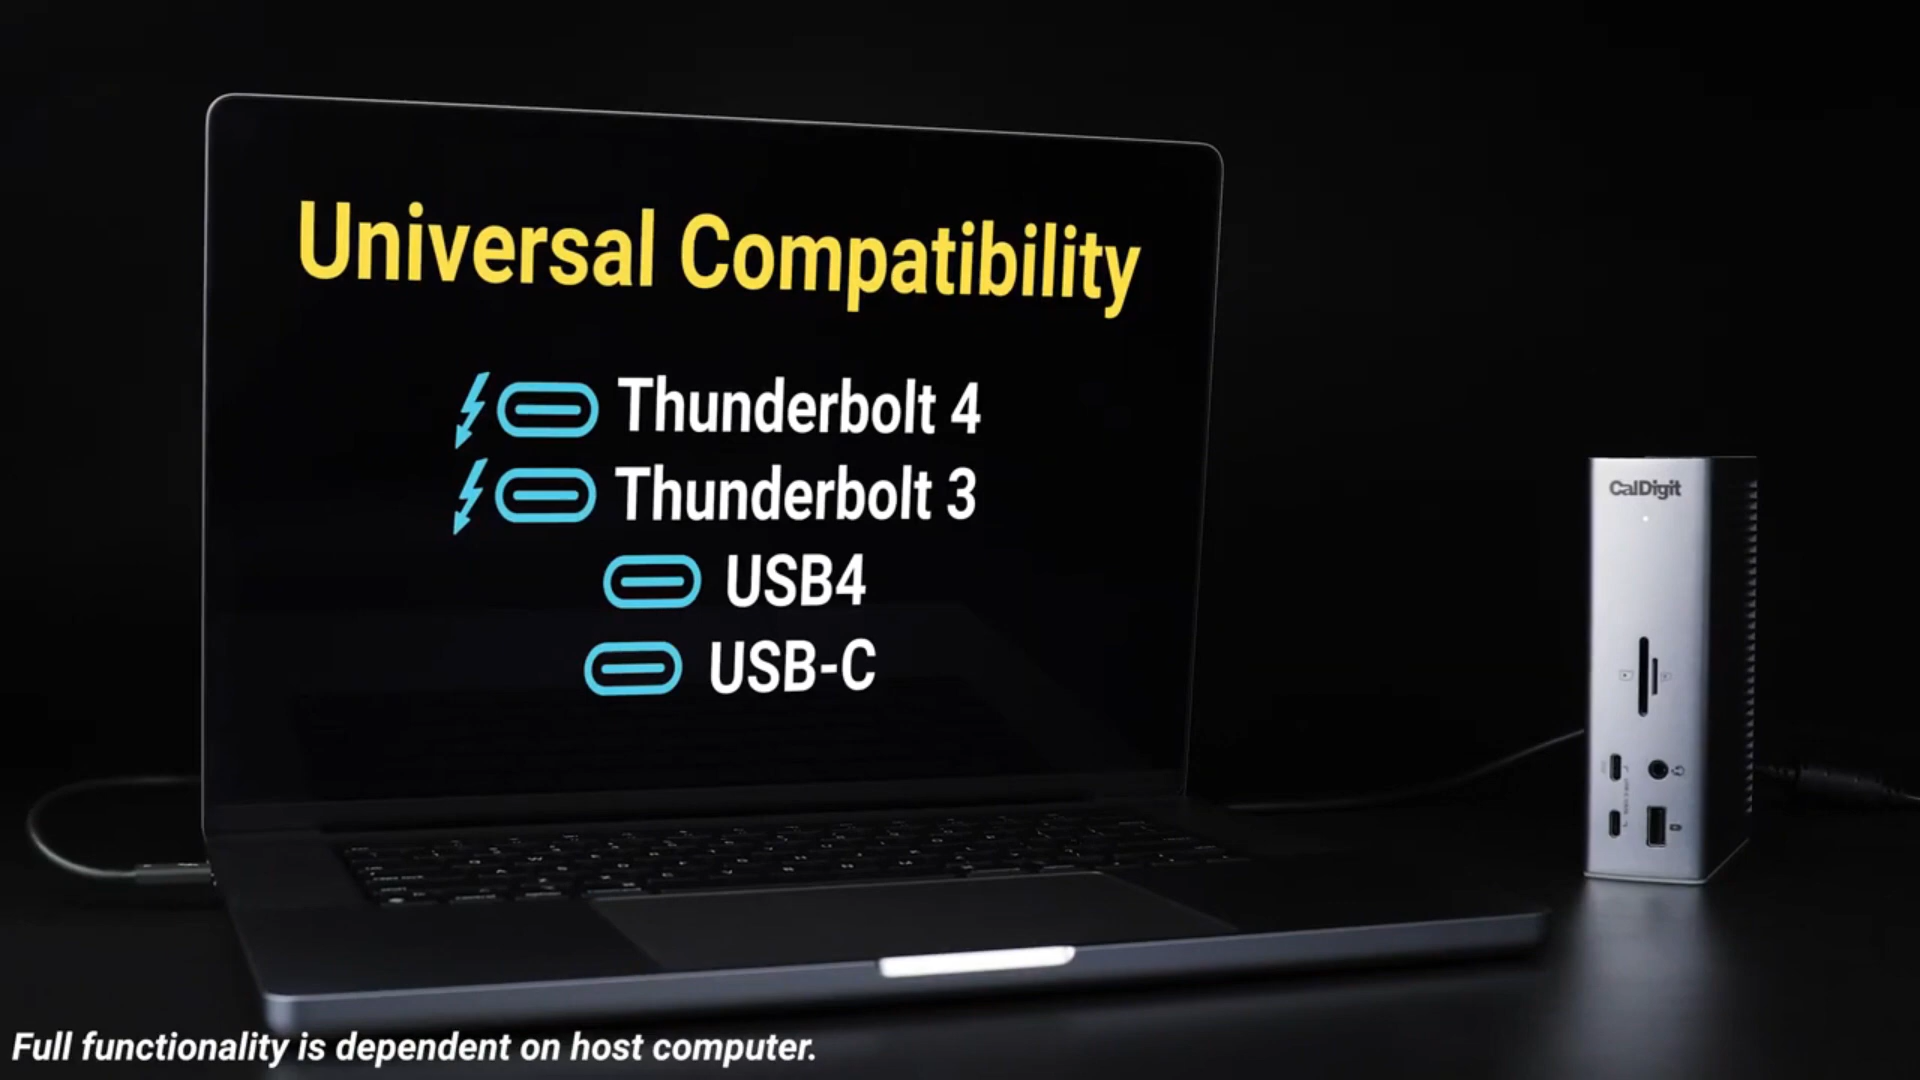 Universal Compatibility
Thunderbolt 4
Thunderbolt 3
USB4
USB-C
CalDigit
Full functionality is dependent on host computer.